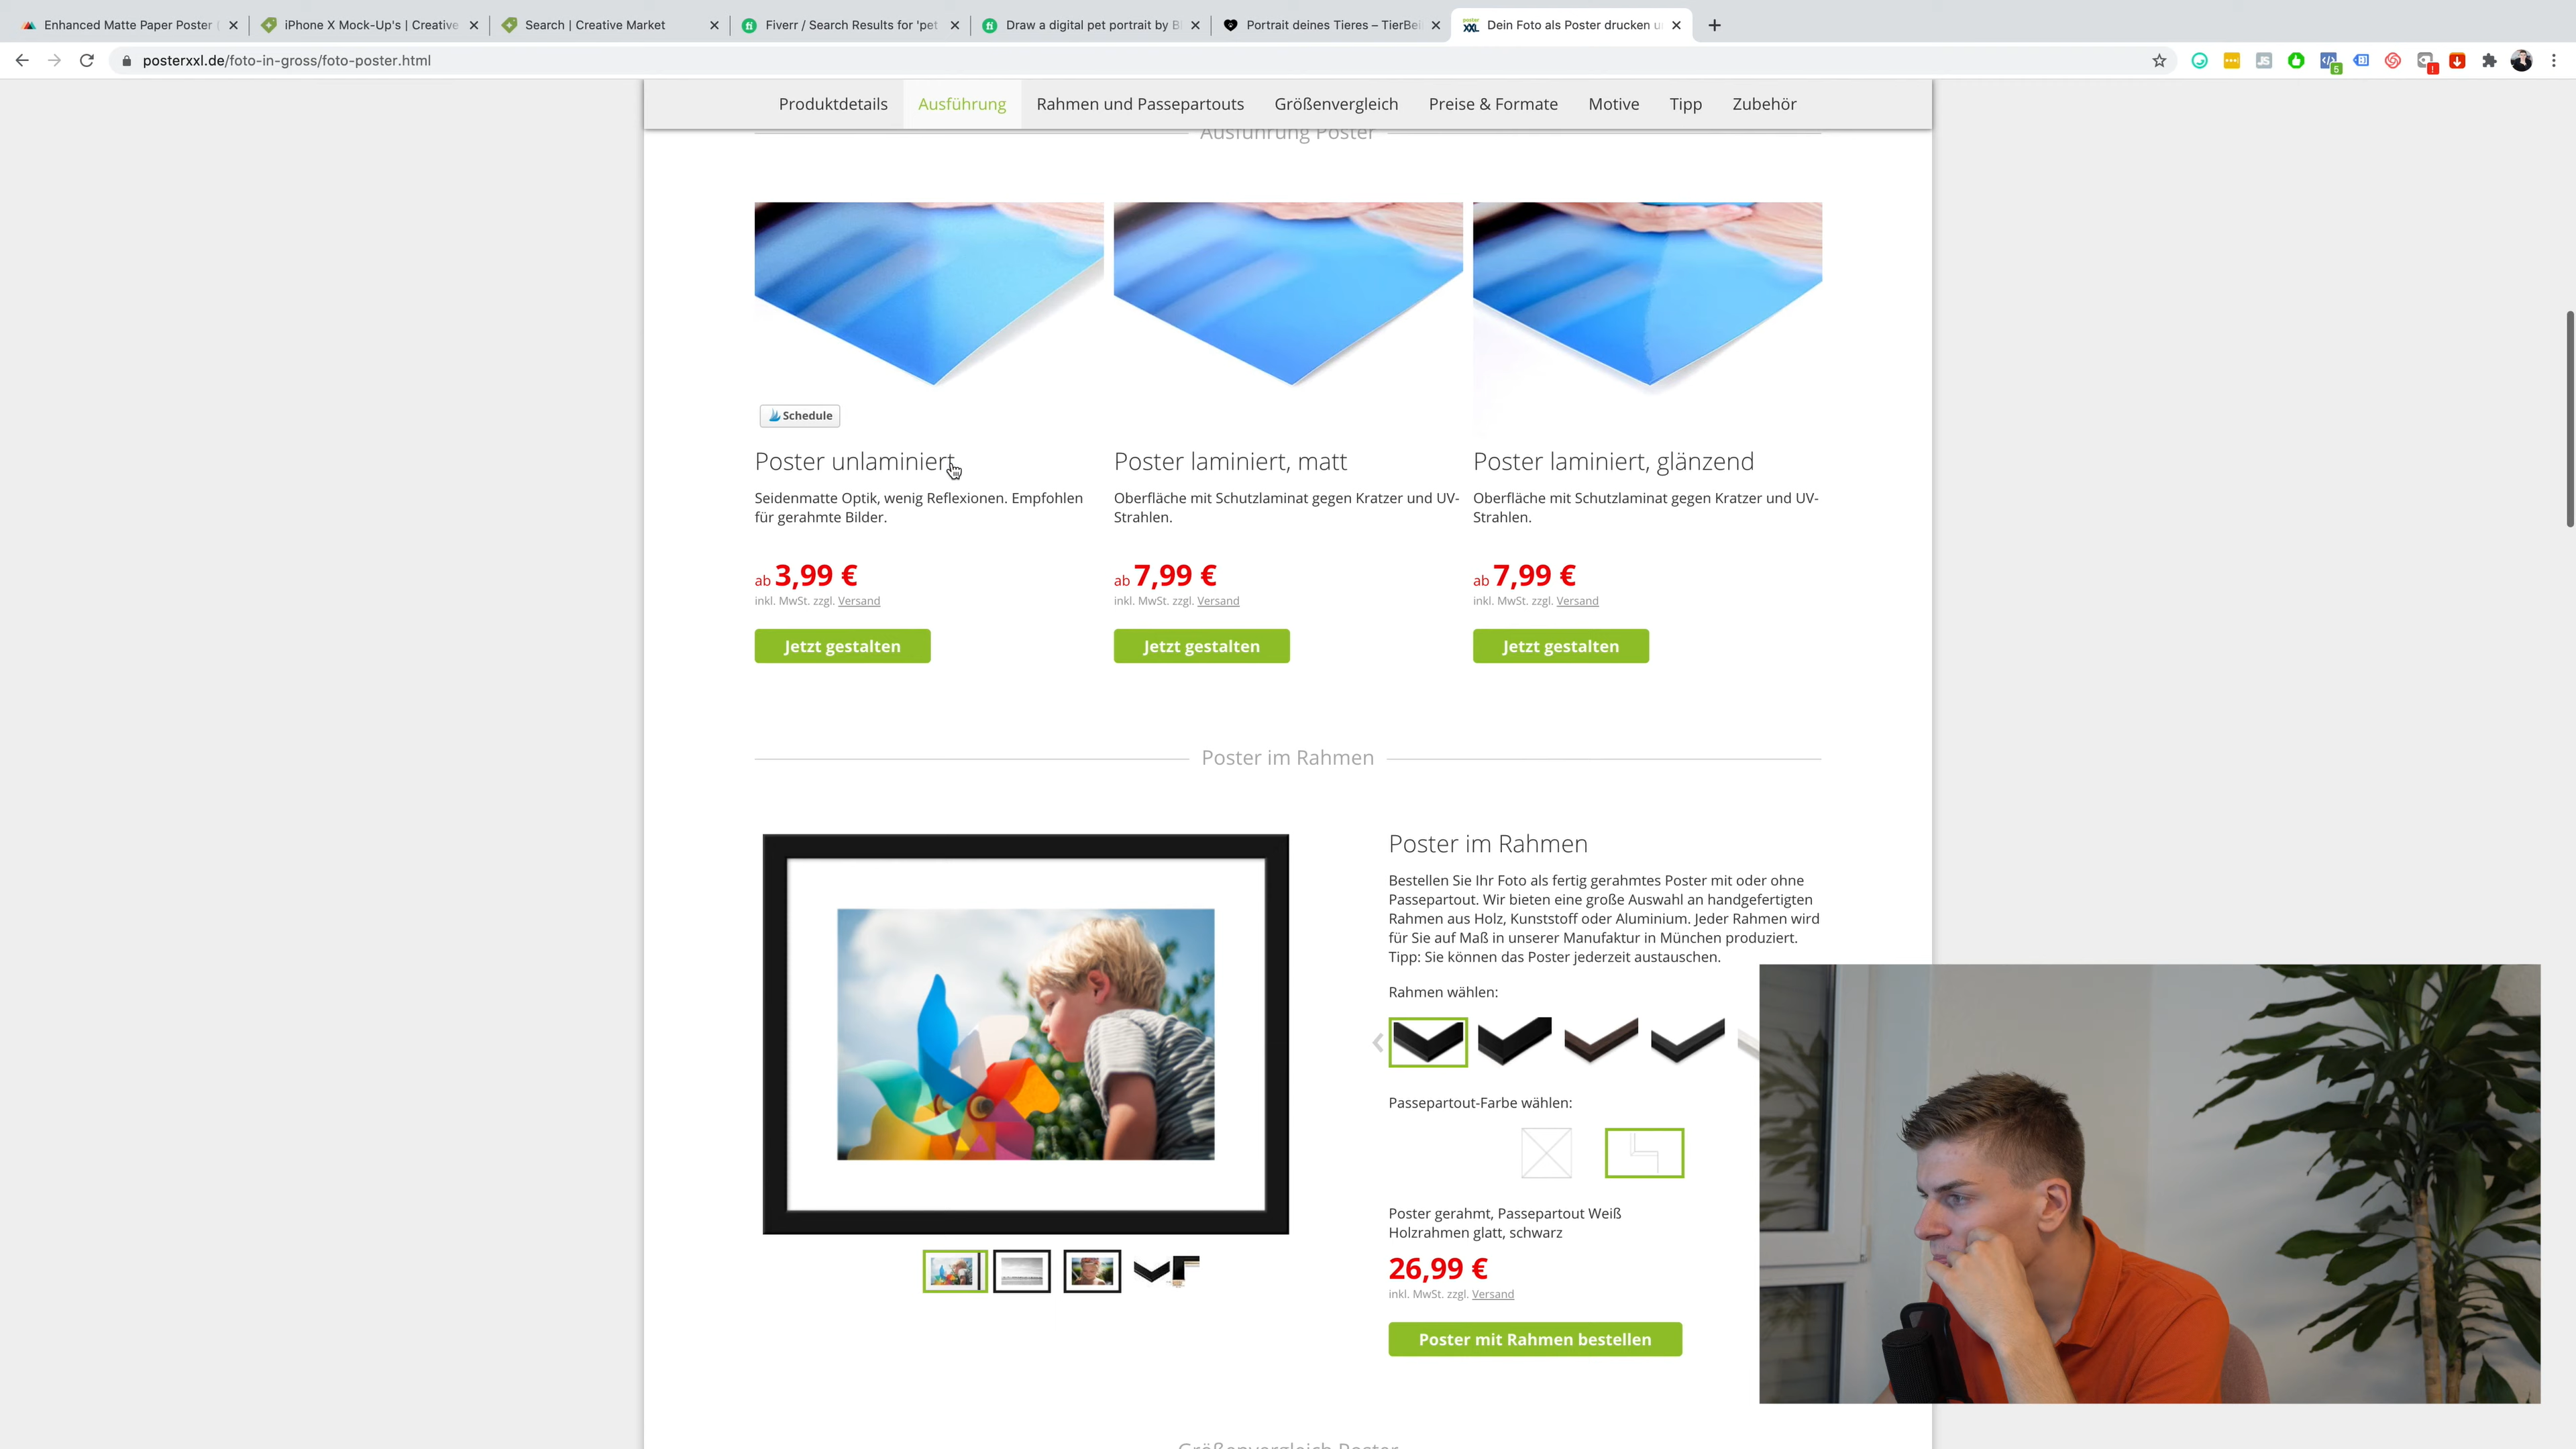 Enhanced Matte Paper Poster (
iPhone X Mock-Up's | Creative
Search | Creative Market
Fiverr / Search Results for 'pet
Draw a digital pet portrait by B
Portrait deines Tieres – TierBe
Dein Foto als Poster drucken u
posterxxl.de/foto-in-gross/foto-poster.html
Produktdetails
Ausführung
Rahmen und Passepartouts
Größenvergleich
Preise & Formate
Motive
Tipp
Zubehör
Ausführung Poster
Schedule
Poster unlaminiert
Seidenmatte Optik, wenig Reflexionen. Empfohlen
für gerahmte Bilder.
ab 3,99 €
inkl. MwSt. zzgl. Versand
Jetzt gestalten
Poster laminiert, matt
Oberfläche mit Schutzlaminat gegen Kratzer und UV-
Strahlen.
ab 7,99 €
inkl. MwSt. zzgl. Versand
Jetzt gestalten
Poster laminiert, glänzend
Oberfläche mit Schutzlaminat gegen Kratzer und UV-
Strahlen.
ab 7,99 €
inkl. MwSt. zzgl. Versand
Jetzt gestalten
Poster im Rahmen
Poster im Rahmen
Bestellen Sie Ihr Foto als fertig gerahmtes Poster mit oder ohne
Passepartout. Wir bieten eine große Auswahl an handgefertigten
Rahmen aus Holz, Kunststoff oder Aluminium. Jeder Rahmen wird
für Sie auf Maß in unserer Manufaktur in München produziert.
Tipp: Sie können das Poster jederzeit austauschen.
Rahmen wählen:
Passepartout-Farbe wählen:
Poster gerahmt, Passepartout Weiß
Holzrahmen glatt, schwarz
26,99 €
inkl. MwSt. zzgl. Versand
Poster mit Rahmen bestellen
Größenvergleich Poster